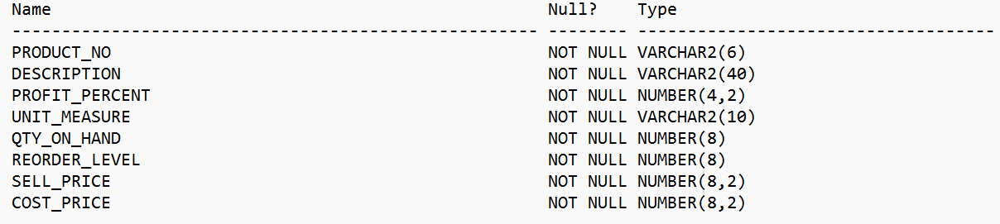 Name                                                  Null?    Type
----------------------------------------------------- -------- ------------------------------------
PRODUCT_NO                                            NOT NULL VARCHAR2(6)
DESCRIPTION                                           NOT NULL VARCHAR2(40)
PROFIT_PERCENT                                        NOT NULL NUMBER(4,2)
UNIT_MEASURE                                          NOT NULL VARCHAR2(10)
QTY_ON_HAND                                           NOT NULL NUMBER(8)
REORDER_LEVEL                                         NOT NULL NUMBER(8)
SELL_PRICE                                            NOT NULL NUMBER(8,2)
COST_PRICE                                            NOT NULL NUMBER(8,2)